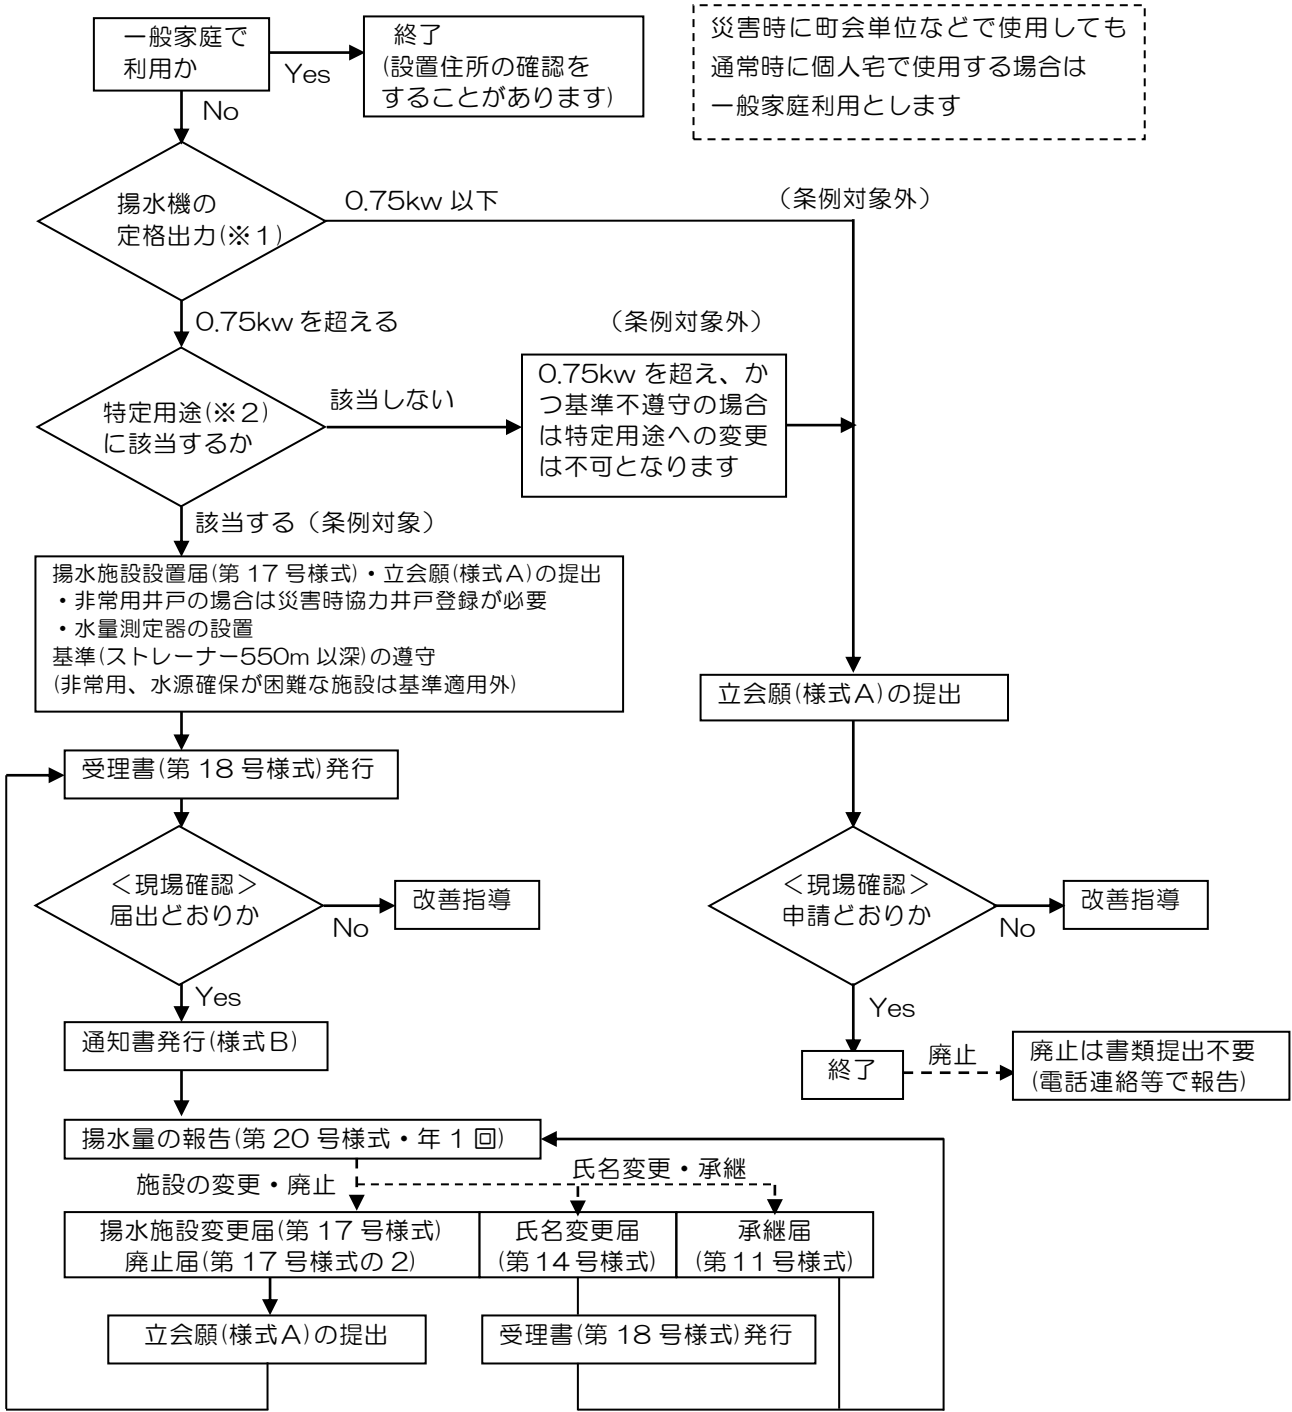 一般家庭で
利用か
Yes
No
終了
(設置住所の確認を
することがあります)
災害時に町会単位などで使用しても
通常時に個人宅で使用する場合は
一般家庭利用とします
揚水機の
定格出力(※1)
0.75kw 以下
(条例対象外)
0.75kw を超える
(条例対象外)
特定用途(※2)
に該当するか
該当しない
0.75kw を超え、か
つ基準不遵守の場合
は特定用途への変更
は不可となります
該当する(条例対象)
揚水施設設置届(第 17 号様式)・立会願(様式A)の提出
・非常用井戸の場合は災害時協力井戸登録が必要
・水量測定器の設置
基準(ストレーナー550m 以深)の遵守
(非常用、水源確保が困難な施設は基準適用外)
立会願(様式A)の提出
受理書(第 18 号様式)発行
<現場確認>
届出どおりか
No
改善指導
Yes
<現場確認>
申請どおりか
No
改善指導
Yes
通知書発行(様式B)
終了
廃止
廃止は書類提出不要
(電話連絡等で報告)
揚水量の報告(第 20 号様式・年 1 回)
施設の変更・廃止
氏名変更・承継
揚水施設変更届(第 17 号様式)
廃止届(第 17 号様式の 2)
氏名変更届
(第14号様式)
承継届
(第11号様式)
立会願(様式A)の提出
受理書(第 18 号様式)発行